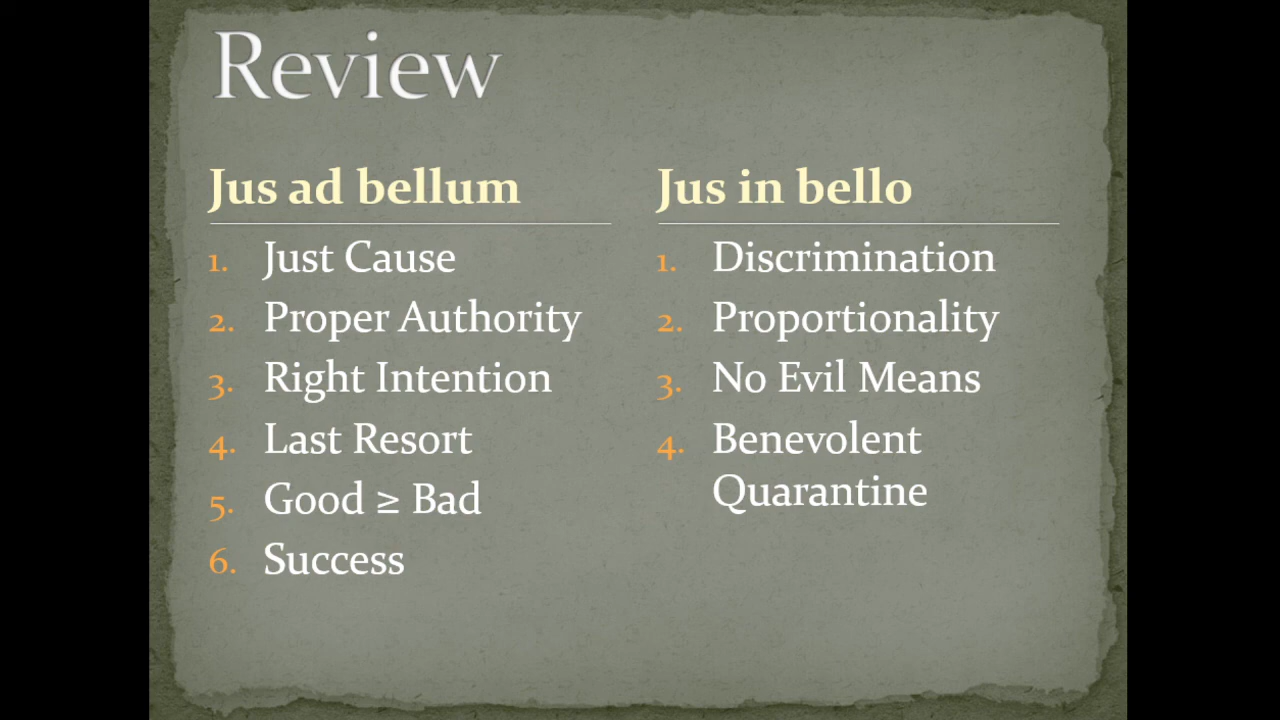 Review
Jus ad bellum
1. Just Cause
2. Proper Authority
3. Right Intention
4. Last Resort
5. Good ≥ Bad
6. Success
Jus in bello
1. Discrimination
2. Proportionality
3. No Evil Means
4. Benevolent
Quarantine